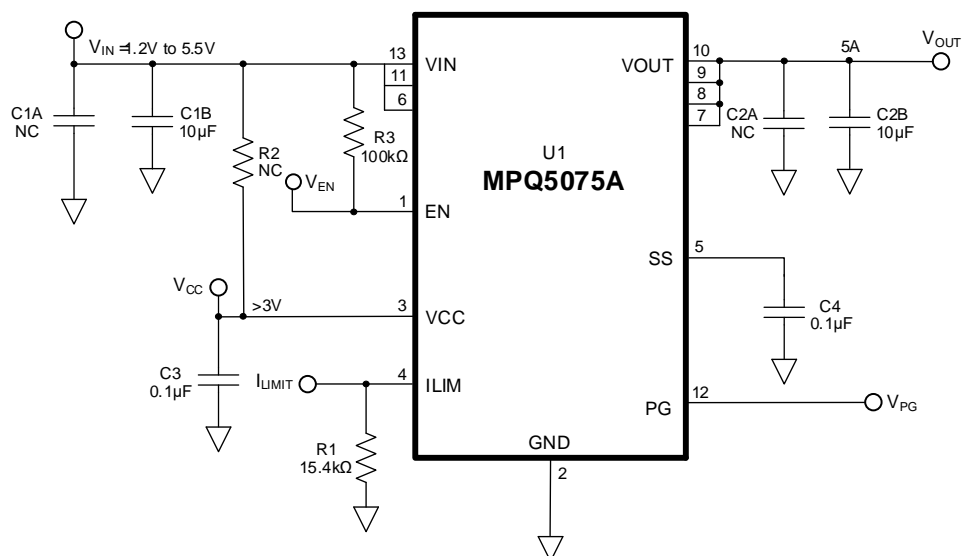 V_IN =1.2V to 5.5V
C1A
NC
C1B
10µF
R2
NC
R3
100kΩ
V_EN
1
EN
13
VIN
11
6
U1
MPQ5075A
VOUT
10
9
8
7
5A
V_OUT
C2A
NC
C2B
10µF
SS
5
C4
0.1µF
V_CC
>3V
3
VCC
C3
0.1µF
I_LIMIT
4
ILIM
R1
15.4kΩ
PG
12
V_PG
GND
2